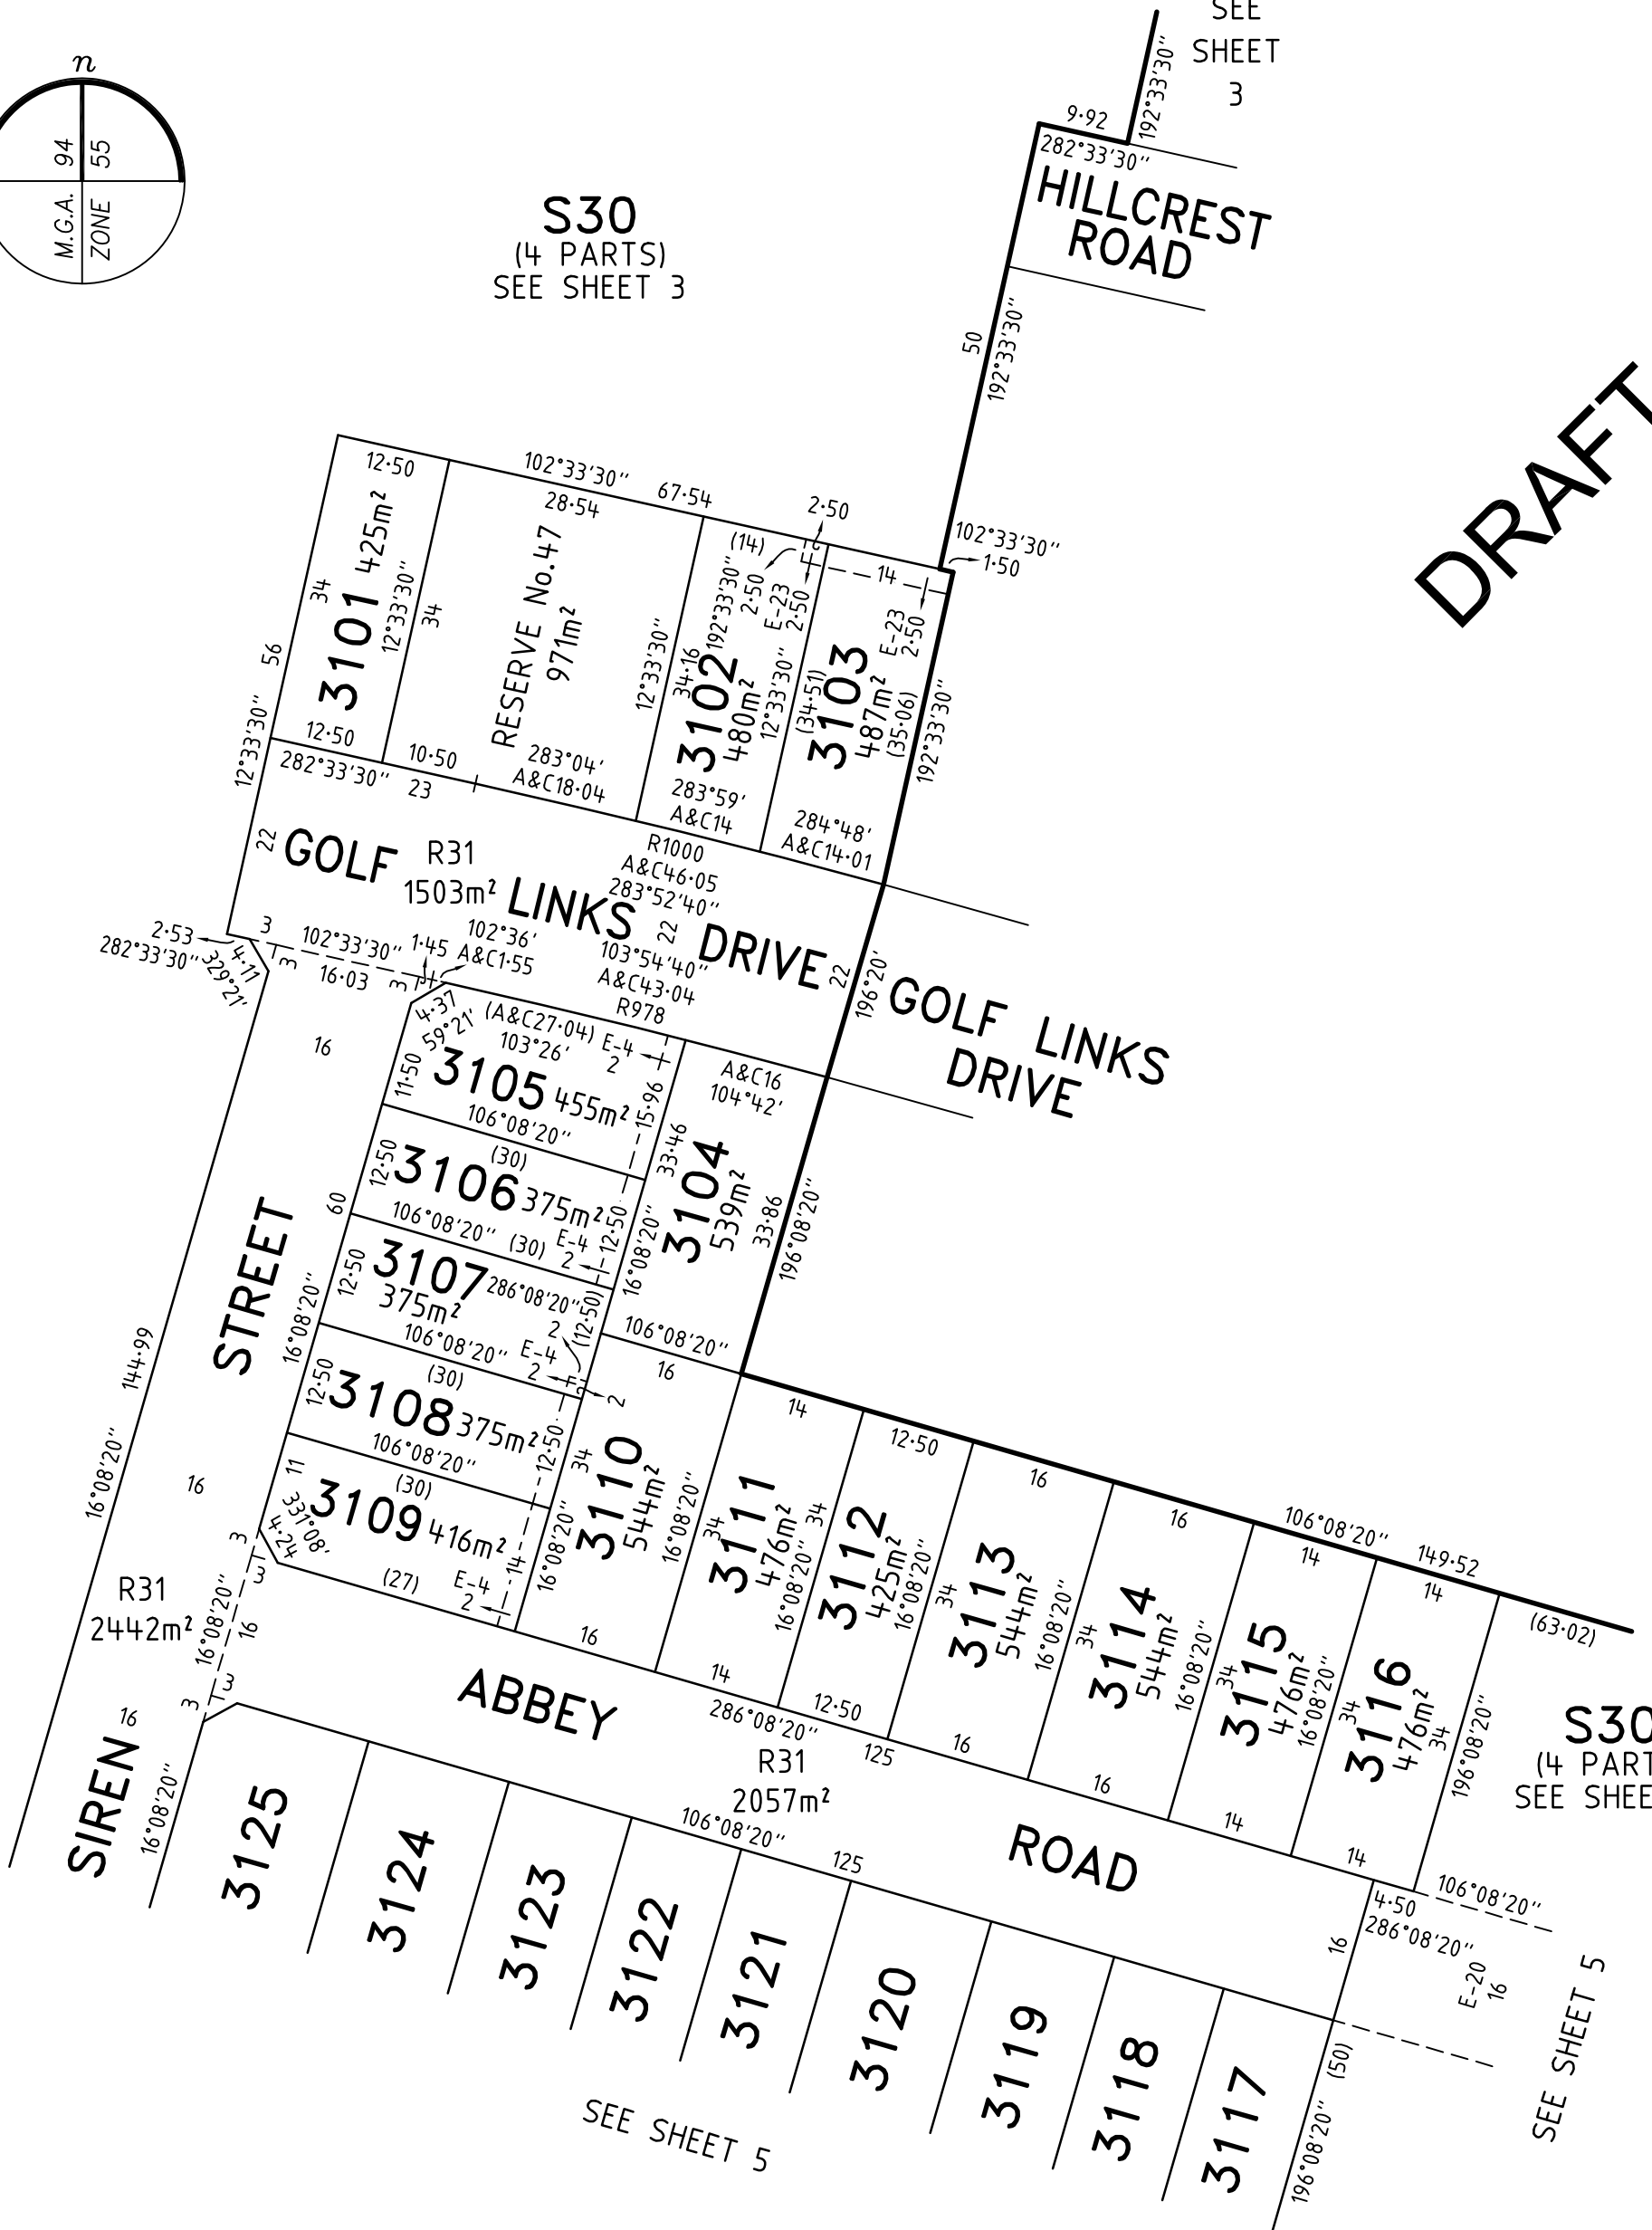 SEE
SHEET
3
n
94
55
M.G.A.
ZONE
192°33'30"
9·92
282°33'30"
HILLCREST
ROAD
S30
(4 PARTS)
SEE SHEET 3
50
192°33'30"
DRAFT
12·50
102°33'30"
67·54
28·54
2·50
(14)
14
102°33'30"
1·50
34
3101
425m²
12°33'30"
34
RESERVE No.47
971m²
12°33'30"
34·16
192°33'30"
2·50
E-23
2·50
3102
480m²
12°33'30"
(34·51)
3103
487m²
E-23
2·50
(35·06)
192°33'30"
56
12°33'30"
12·50
282°33'30"
10·50
23
283°04'
A&C18·04
283°59'
A&C14
284°48'
A&C14·01
22
GOLF
R31
1503m²
LINKS
DRIVE
R1000
A&C46·05
283°52'40"
22
22
196°20'
GOLF LINKS
DRIVE
2·53
282°33'30"
3
4·11
329°21'
3
102°33'30"
16·03
1·45
3
102°36'
A&C1·55
103°54'40"
A&C43·04
R978
4·37
59°21'
(A&C27·04)
103°26'
E-4
2
A&C16
104°42'
16
11·50
3105
455m²
15·96
106°08'20"
(30)
12·50
3106
375m²
12·50
33·46
3104
539m²
33·86
196°08'20"
16°08'20"
60
106°08'20"
(30)
E-4
2
12·50
3107
375m²
286°08'20"
2
(12·50)
16°08'20"
106°08'20"
E-4
2
2
106°08'20"
16
STREET
144·99
16°08'20"
12·50
(30)
3108
375m²
12·50
106°08'20"
34
3110
544m²
16°08'20"
16°08'20"
11
(30)
3109
416m²
331°08'
4·24
14
(27)
E-4
2
16
3
3
16°08'20"
16
R31
2442m²
3
3
16
SIREN
16°08'20"
14
12·50
16
16
106°08'20"
149·52
14
14
(63·02)
34
3111
476m²
34
16°08'20"
3112
425m²
16°08'20"
34
3113
544m²
16°08'20"
34
3114
544m²
16°08'20"
34
3115
476m²
16°08'20"
34
3116
476m²
34
196°08'20"
S30
(4 PART
SEE SHEE
16
14
12·50
16
16
14
14
ABBEY
286°08'20"
125
R31
2057m²
106°08'20"
125
ROAD
4·50
286°08'20"
106°08'20"
16
E-20
16
SEE SHEET 5
3125
3124
3123
3122
3121
3120
3119
3118
3117
196°08'20"
(50)
SEE SHEET 5